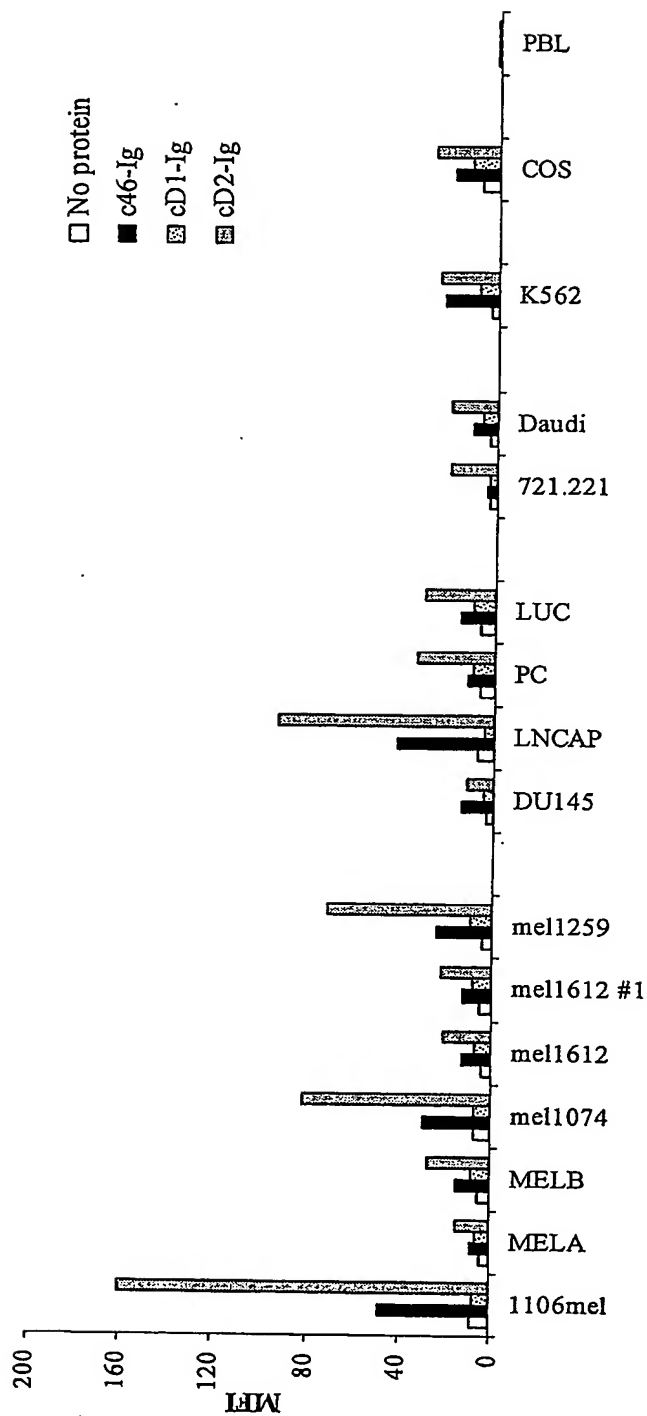 MFI
200
160
120
80
40
0
No protein
c46-Ig
cD1-Ig
cD2-Ig
1106mel
MELA
MELB
mel1074
mel1612
mel1612 #1
mel1259
DU145
LNCAP
PC
LUC
721.221
Daudi
K562
COS
PBL